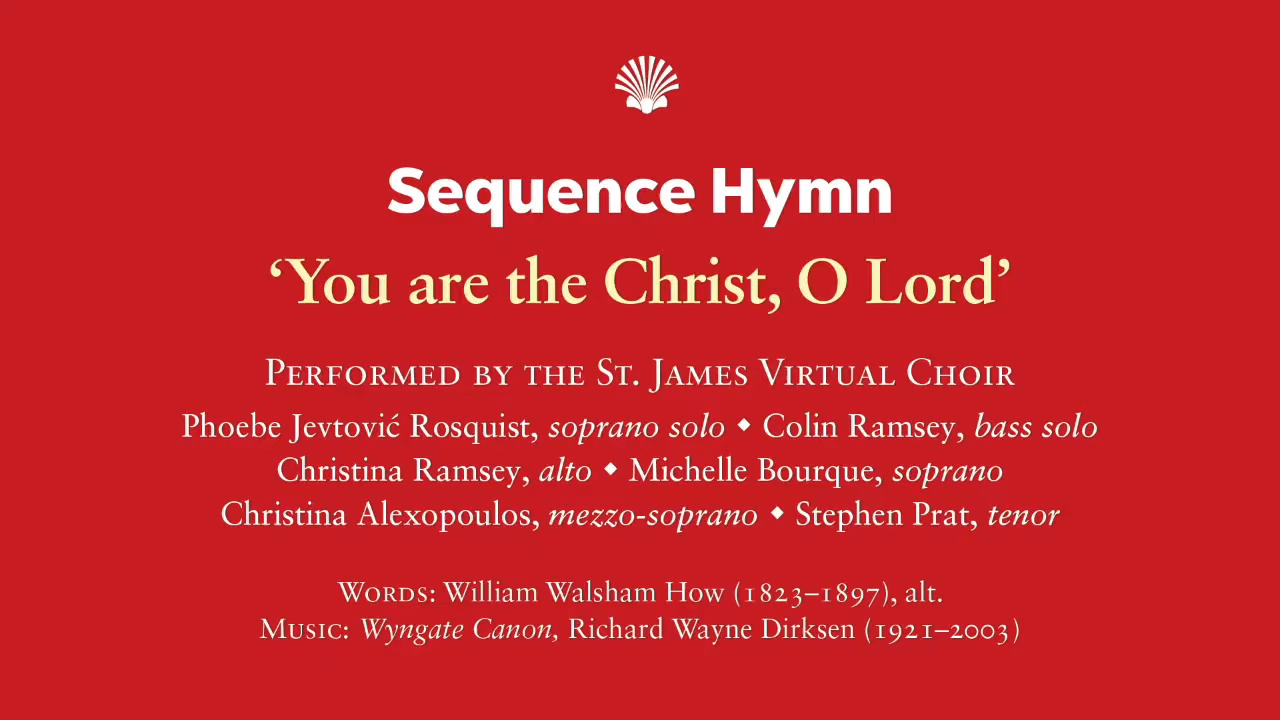 Sequence Hymn
‘You are the Christ, O Lord’
Performed by the St. James Virtual Choir
Phoebe Jevtović Rosquist, soprano solo ◆ Colin Ramsey, bass solo
Christina Ramsey, alto ◆ Michelle Bourque, soprano
Christina Alexopoulos, mezzo-soprano ◆ Stephen Prat, tenor
Words: William Walsham How (1823–1897), alt.
Music: Wyngate Canon, Richard Wayne Dirksen (1921–2003)